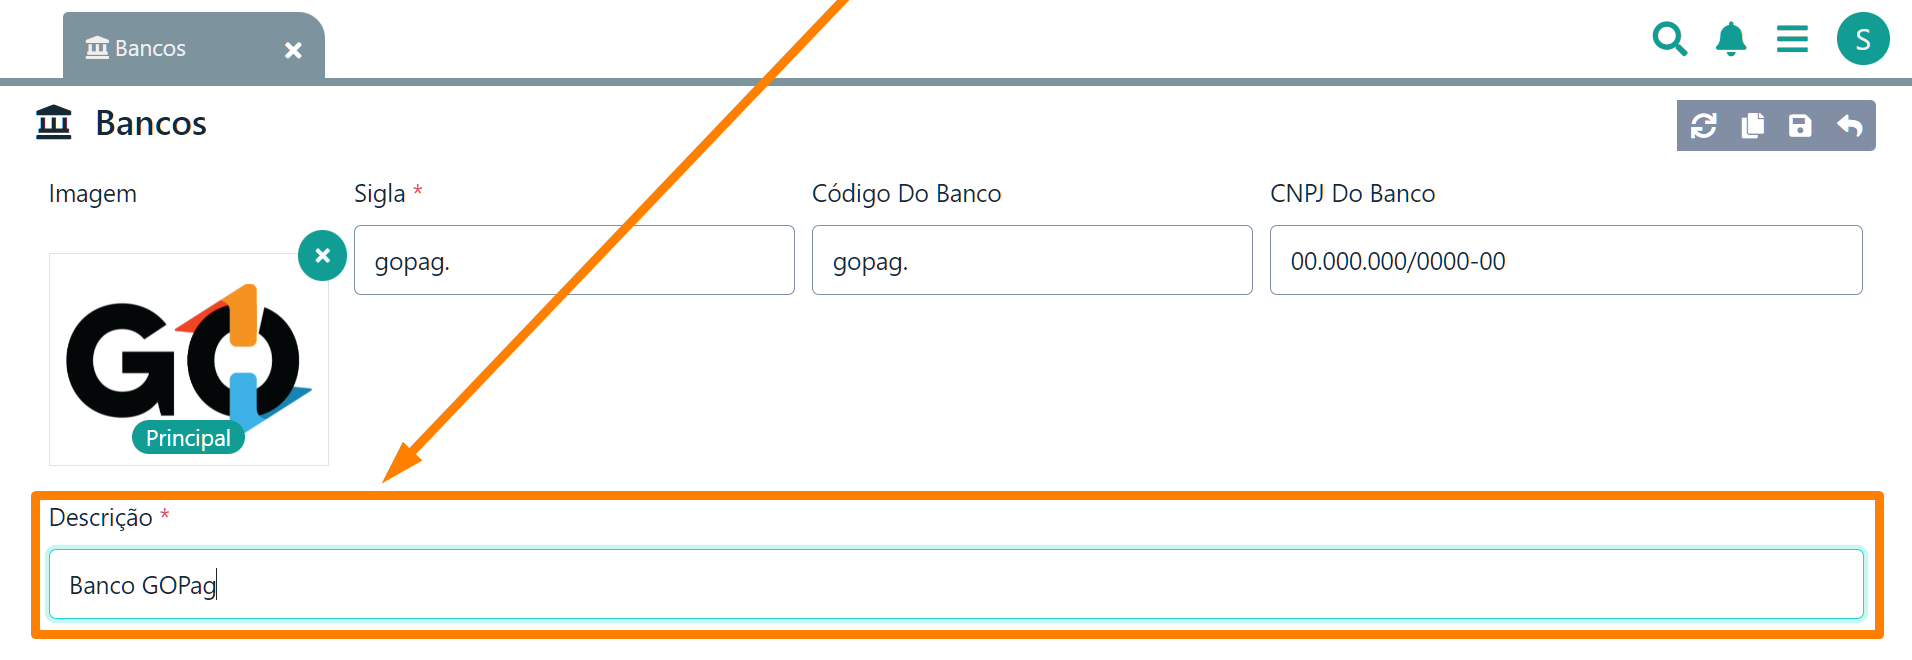 Bancos
S
Bancos
Imagem
Sigla *
Código Do Banco
CNPJ Do Banco
gopag.
gopag.
00.000.000/0000-00
GO
Principal
Descrição *
Banco GOPag